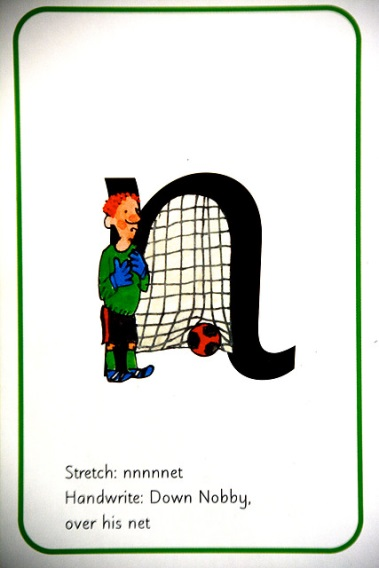 n
Stretch: nnnnnet
Handwrite: Down Nobby,
over his net